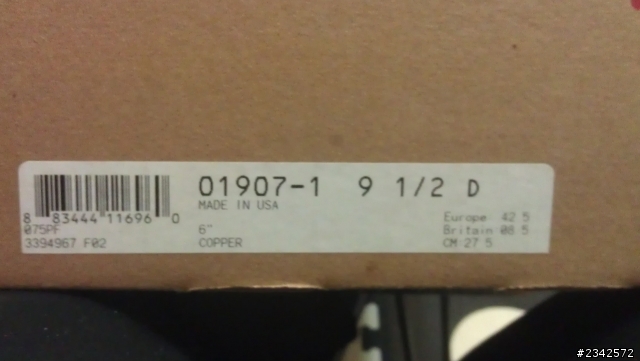 01907-1 9 1/2 D
MADE IN USA
8 83444 11696 0
075PF
3394967 F02
6"
COPPER
Europe 42 5
Britain 08 5
CM 27 5
#2342572